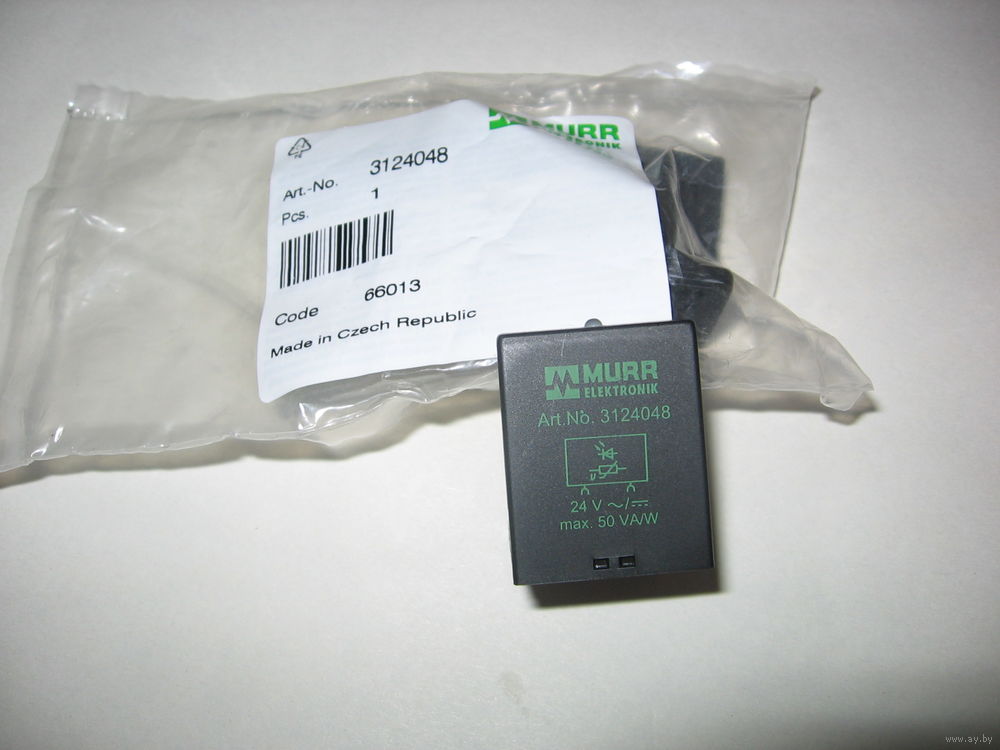 MURR
ELEKTRONIK
Art.-No. 3124048
Pcs. 1
Code 66013
Made in Czech Republic
MURR
ELEKTRONIK
Art.No. 3124048
U
24 V ~/⎓
max. 50 VA/W
www.ay.by